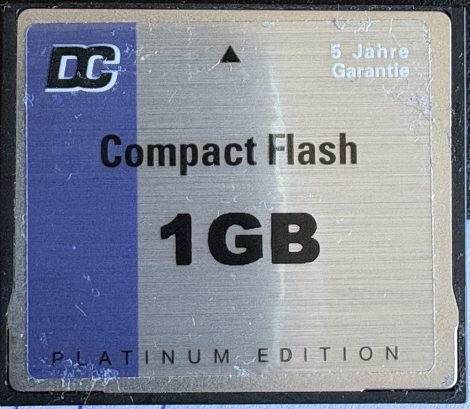 DC
5 Jahre
Garantie
Compact Flash
1GB
PLATINUM EDITION